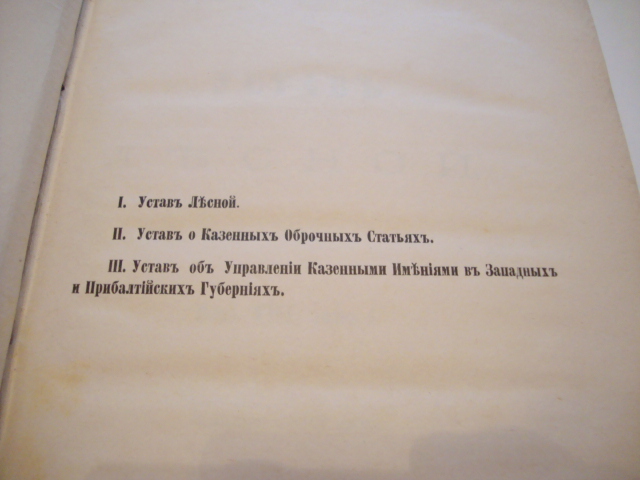 I. Уставъ Лѣсной.
II. Уставъ о Казенныхъ Оброчныхъ Статьяхъ.
III. Уставъ объ Управленіи Казенными Имѣніями въ Западныхъ
и Прибалтійскихъ Губерніяхъ.